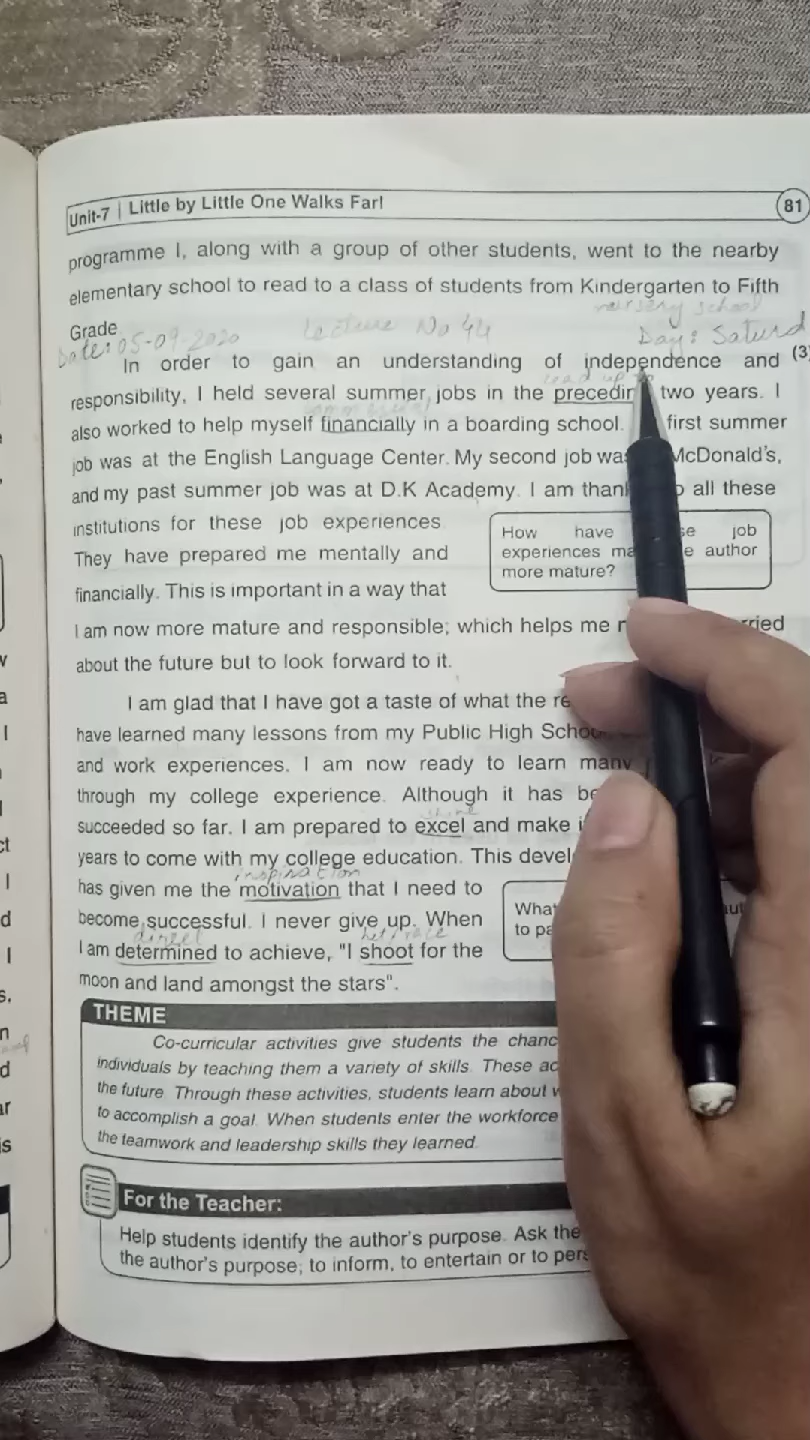 Unit-7 | Little by Little One Walks Far!
81
programme I, along with a group of other students, went to the nearby
elementary school to read to a class of students from Kindergarten to Fifth
nursery school
Grade
Date: 05-09-2020 Lecture No 44 Day: Saturd
In order to gain an understanding of independence and (3
lead up to
responsibility, I held several summer jobs in the precedin two years. I
also worked to help myself financially in a boarding school. first summer
job was at the English Language Center. My second job wa McDonald's,
and my past summer job was at D.K Academy. I am thank all these
institutions for these job experiences
They have prepared me mentally and
financially. This is important in a way that
How have se job
experiences ma e author
more mature?
I am now more mature and responsible; which helps me n rried
about the future but to look forward to it.
I am glad that I have got a taste of what the re
have learned many lessons from my Public High Schoo
and work experiences. I am now ready to learn many
through my college experience. Although it has be
shine
succeeded so far. I am prepared to excel and make i
years to come with my college education. This devel
inspiration
has given me the motivation that I need to
become successful. I never give up. When
direct
I am determined to achieve, "I shoot for the
moon and land amongst the stars".
Wha
to pa
THEME
Co-curricular activities give students the chanc
individuals by teaching them a variety of skills. These ac
the future Through these activities, students learn about w
to accomplish a goal. When students enter the workforce
the teamwork and leadership skills they learned.
For the Teacher:
Help students identify the author's purpose. Ask the
the author's purpose; to inform, to entertain or to pers